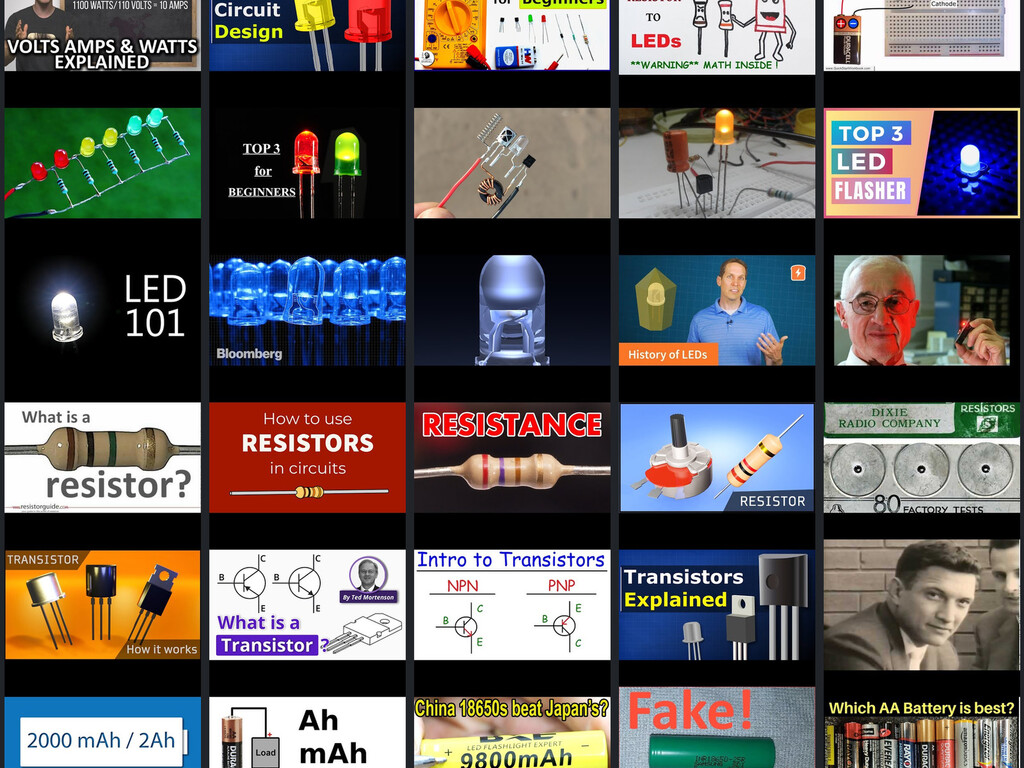 1100 WATTS/110 VOLTS = 10 AMPS
VOLTS AMPS & WATTS
EXPLAINED
Circuit
Design
for Beginners
RESISTOR
TO
LEDs
**WARNING** MATH INSIDE !
Cathode
DURACELL
TOP 3
for
BEGINNERS
TOP 3
LED
FLASHER
LED
101
Bloomberg
History of LEDs
What is a
resistor?
www.resistorguide.com
How to use
RESISTORS
in circuits
RESISTANCE
RESISTOR
DIXIE
RADIO COMPANY
RESISTORS
80 FACTORY TESTS
TRANSISTOR
How it works
C
C
B
B
E
E
By Ted Mortenson
What is a
Transistor ?
Intro to Transistors
NPN
PNP
C
E
B
B
E
C
Transistors
Explained
2000 mAh / 2Ah
Load
Ah
mAh
China 18650s beat Japan's?
LED FLASHLIGHT EXPERT
9800mAh
Fake!
Which AA Battery is best?